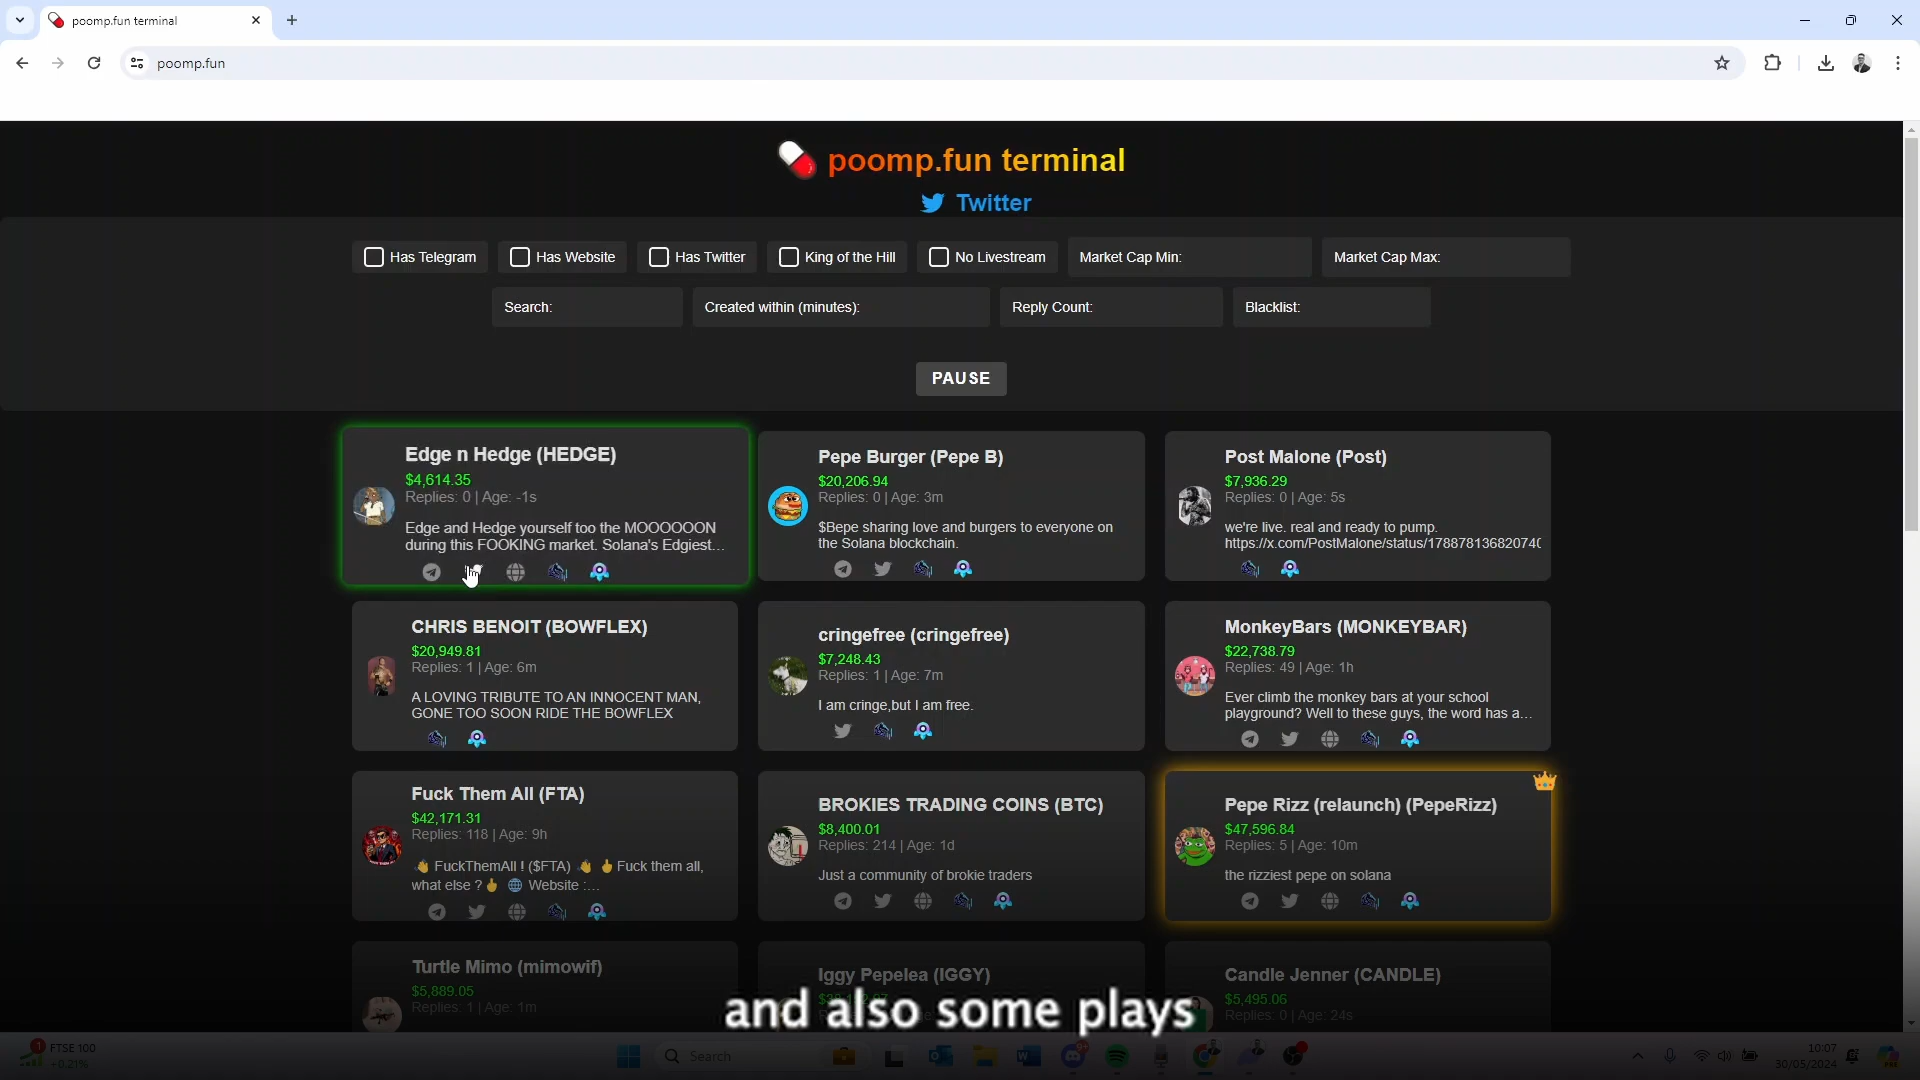 poomp.fun terminal
poomp.fun
poomp.fun terminal
Twitter
Has Telegram
Has Website
Has Twitter
King of the Hill
No Livestream
Market Cap Min:
Market Cap Max:
Search:
Created within (minutes):
Reply Count:
Blacklist:
PAUSE
Edge n Hedge (HEDGE)
$4,614.35
Replies: 0 | Age: -1s
Edge and Hedge yourself too the MOOOOOON
during this FOOKING market. Solana's Edgiest...
Pepe Burger (Pepe B)
$20,206.94
Replies: 0 | Age: 3m
$Bepe sharing love and burgers to everyone on
the Solana blockchain.
Post Malone (Post)
$7,936.29
Replies: 0 | Age: 5s
we're live. real and ready to pump.
https://x.com/PostMalone/status/178878136820740
CHRIS BENOIT (BOWFLEX)
$20,949.81
Replies: 1 | Age: 6m
A LOVING TRIBUTE TO AN INNOCENT MAN,
GONE TOO SOON RIDE THE BOWFLEX
cringefree (cringefree)
$7,248.43
Replies: 1 | Age: 7m
I am cringe,but I am free.
MonkeyBars (MONKEYBAR)
$22,738.79
Replies: 49 | Age: 1h
Ever climb the monkey bars at your school
playground? Well to these guys, the word has a...
Fuck Them All (FTA)
$42,171.31
Replies: 118 | Age: 9h
👋 FuckThemAll ! ($FTA) 👋 🖕 Fuck them all,
what else ? 🖕 🌐 Website :...
BROKIES TRADING COINS (BTC)
$8,400.01
Replies: 214 | Age: 1d
Just a community of brokie traders
Pepe Rizz (relaunch) (PepeRizz)
$47,596.84
Replies: 5 | Age: 10m
the rizziest pepe on solana
Turtle Mimo (mimowif)
$5,889.05
Replies: 1 | Age: 1m
Iggy Pepelea (IGGY)
Candle Jenner (CANDLE)
$5,495.06
Replies: 0 | Age: 24s
and also some plays
1
FTSE 100
+0.21%
Search
10:07
30/05/2024